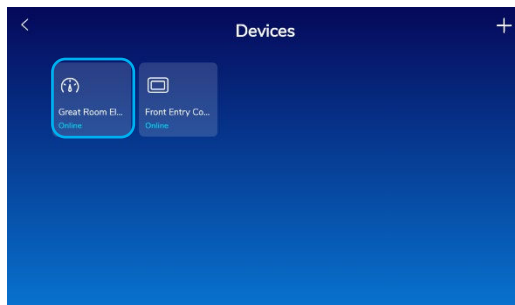 Devices
Great Room El...
Online
Front Entry Co...
Online